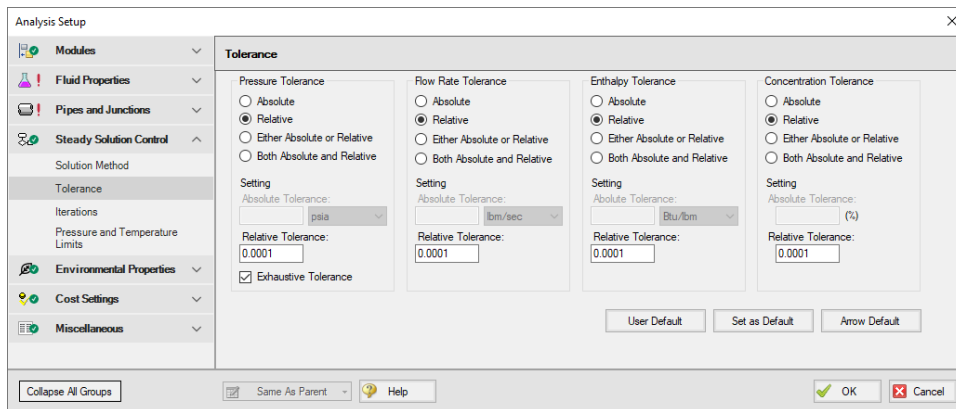 Analysis Setup
Modules
Fluid Properties
Pipes and Junctions
Steady Solution Control
Solution Method
Tolerance
Iterations
Pressure and Temperature
Limits
Environmental Properties
Cost Settings
Miscellaneous
Collapse All Groups
Tolerance
Pressure Tolerance
Absolute
Relative
Either Absolute or Relative
Both Absolute and Relative
Setting
Absolute Tolerance:
psia
Relative Tolerance:
0.0001
Exhaustive Tolerance
Flow Rate Tolerance
Absolute
Relative
Either Absolute or Relative
Both Absolute and Relative
Setting
Absolute Tolerance:
lbm/sec
Relative Tolerance:
0.0001
Enthalpy Tolerance
Absolute
Relative
Either Absolute or Relative
Both Absolute and Relative
Setting
Abolute Tolerance:
Btu/lbm
Relative Tolerance:
0.0001
Concentration Tolerance
Absolute
Relative
Either Absolute or Relative
Both Absolute and Relative
Setting
Absolute Tolerance:
(%)
Relative Tolerance:
0.0001
User Default
Set as Default
Arrow Default
Same As Parent
Help
OK
Cancel